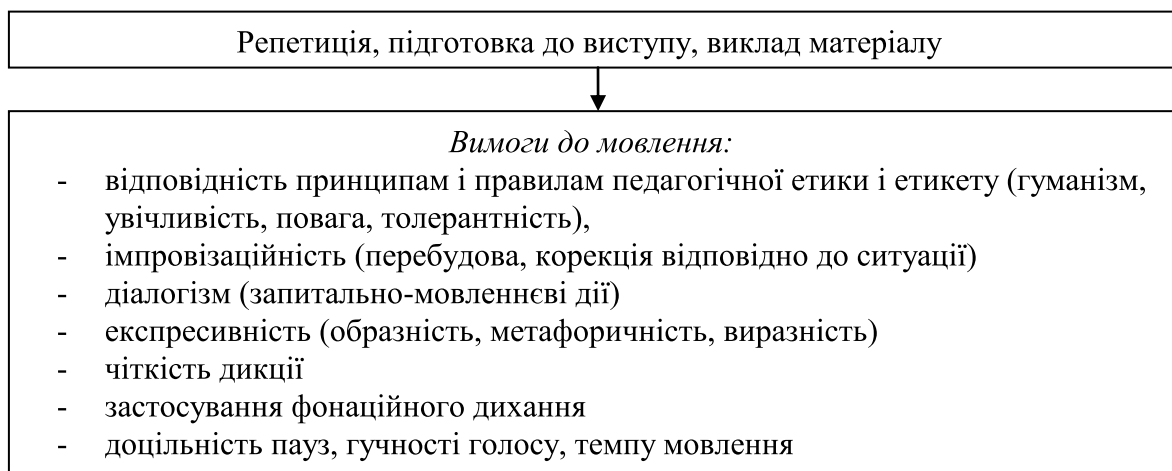 Репетиція, підготовка до виступу, виклад матеріалу
Вимоги до мовлення:
- відповідність принципам і правилам педагогічної етики і етикету (гуманізм,
увічливість, повага, толерантність),
- імпровізаційність (перебудова, корекція відповідно до ситуації)
- діалогізм (запитально-мовленнєві дії)
- експресивність (образність, метафоричність, виразність)
- чіткість дикції
- застосування фонаційного дихання
- доцільність пауз, гучності голосу, темпу мовлення